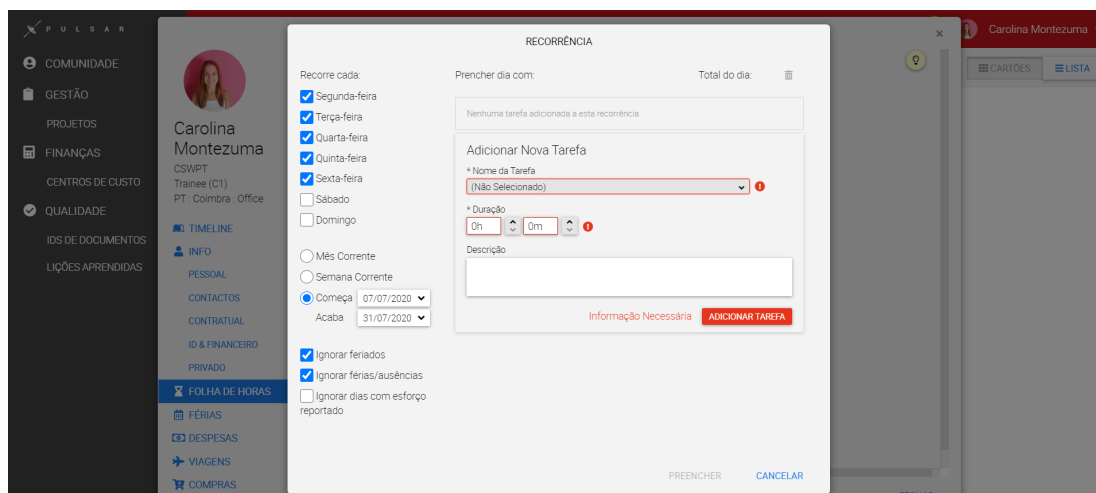 PULSAR
COMUNIDADE
GESTÃO
PROJETOS
FINANÇAS
CENTROS DE CUSTO
QUALIDADE
IDS DE DOCUMENTOS
LIÇÕES APRENDIDAS
Carolina
Montezuma
CSWPT
Trainee (C1)
PT : Coimbra : Office
TIMELINE
INFO
PESSOAL
CONTACTOS
CONTRATUAL
ID & FINANCEIRO
PRIVADO
FOLHA DE HORAS
FÉRIAS
DESPESAS
VIAGENS
COMPRAS
RECORRÊNCIA
Recorre cada:
Segunda-feira
Terça-feira
Quarta-feira
Quinta-feira
Sexta-feira
Sábado
Domingo
Mês Corrente
Semana Corrente
Começa 07/07/2020
Acaba 31/07/2020
Ignorar feriados
Ignorar férias/ausências
Ignorar dias com esforço
reportado
Prencher dia com: Total do dia:
Nenhuma tarefa adicionada a esta recorrência
Adicionar Nova Tarefa
* Nome da Tarefa
(Não Selecionado)
* Duração
0h 0m
Descrição
Informação Necessária ADICIONAR TAREFA
PREENCHER CANCELAR
Carolina Montezuma
CARTÕES LISTA